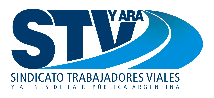 STV Y ARA
SINDICATO TRABAJADORES VIALES
Y AFINES DE LA REPÚBLICA ARGENTINA